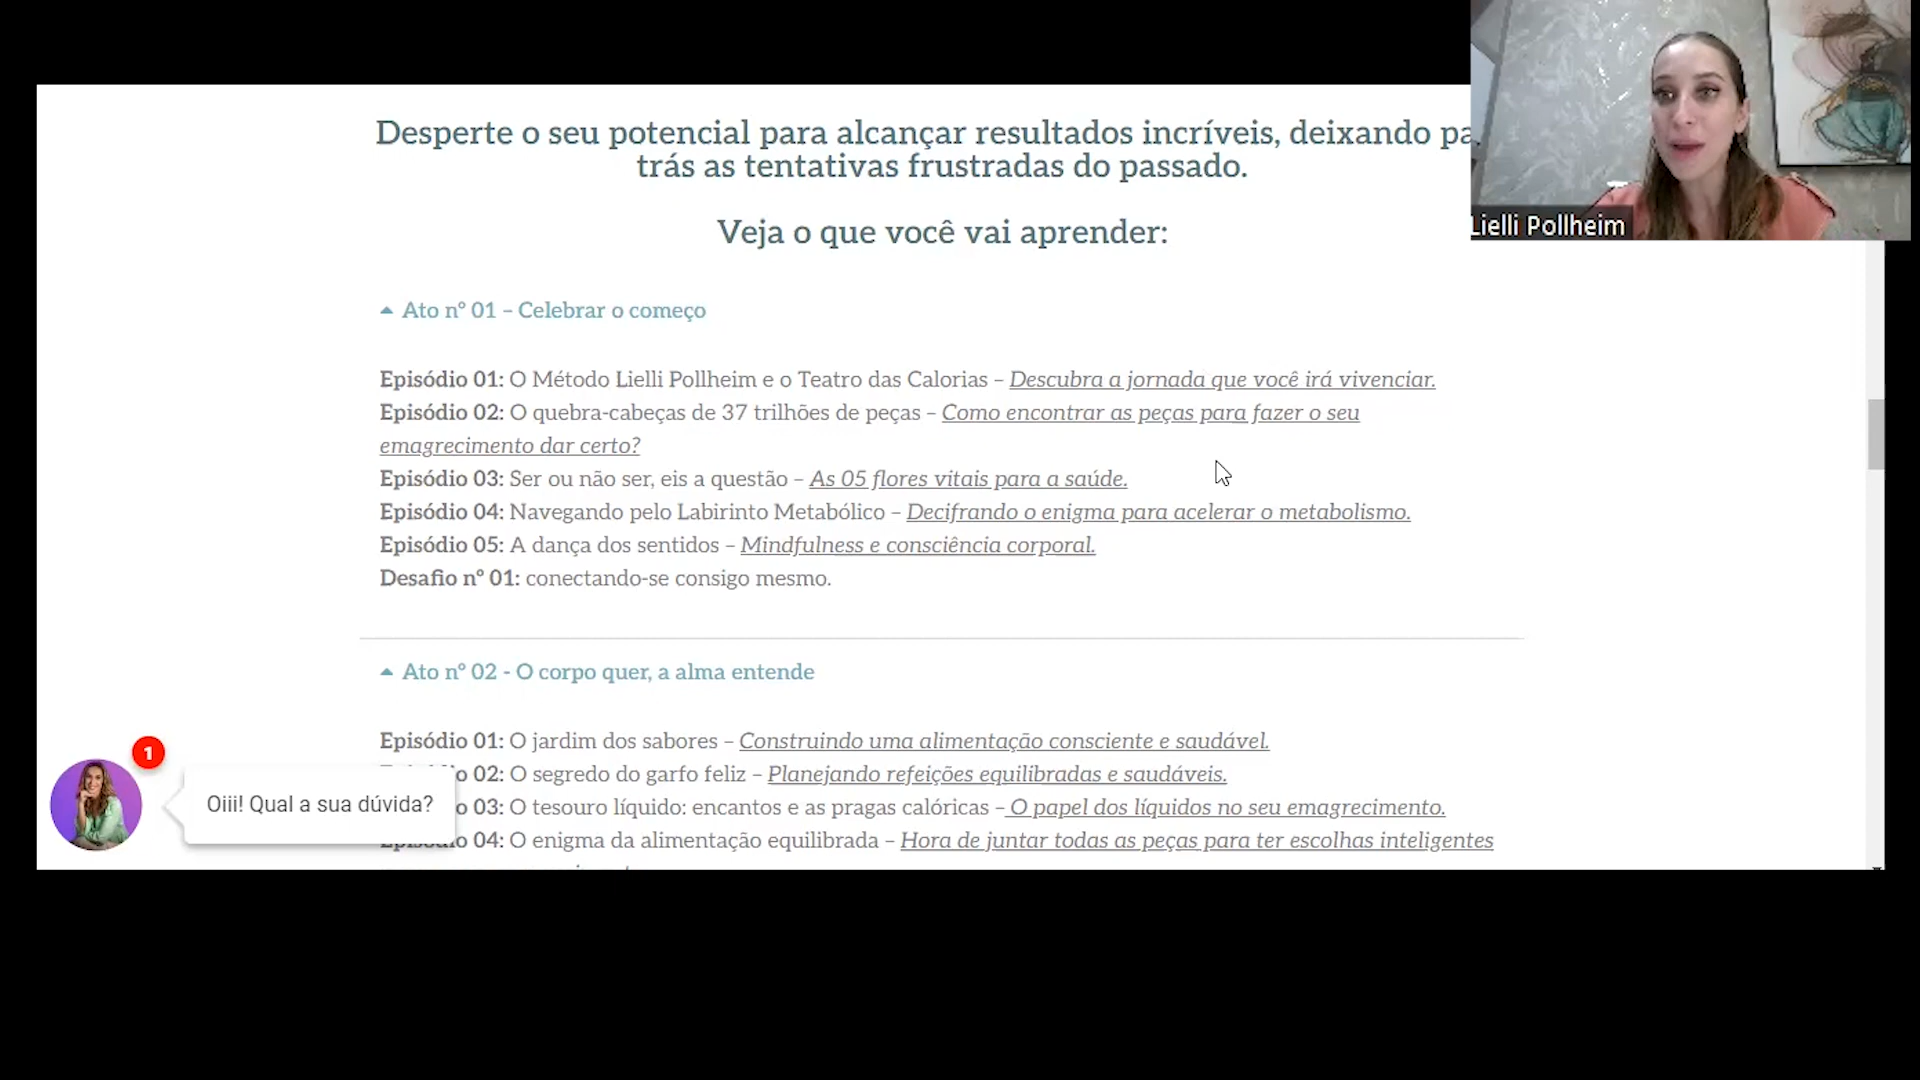 Desperte o seu potencial para alcançar resultados incríveis, deixando
trás as tentativas frustradas do passado.
Veja o que você vai aprender:
Lielli Pollheim
Ato nº 01 – Celebrar o começo
Episódio 01: O Método Lielli Pollheim e o Teatro das Calorias – Descubra a jornada que você irá vivenciar.
Episódio 02: O quebra-cabeças de 37 trilhões de peças – Como encontrar as peças para fazer o seu
emagrecimento dar certo?
Episódio 03: Ser ou não ser, eis a questão – As 05 flores vitais para a saúde.
Episódio 04: Navegando pelo Labirinto Metabólico – Decifrando o enigma para acelerar o metabolismo.
Episódio 05: A dança dos sentidos – Mindfulness e consciência corporal.
Desafio nº 01: conectando-se consigo mesmo.
Ato nº 02 - O corpo quer, a alma entende
Episódio 01: O jardim dos sabores – Construindo uma alimentação consciente e saudável.
02: O segredo do garfo feliz – Planejando refeições equilibradas e saudáveis.
03: O tesouro líquido: encantos e as pragas calóricas – O papel dos líquidos no seu emagrecimento.
04: O enigma da alimentação equilibrada – Hora de juntar todas as peças para ter escolhas inteligentes
1
Oiii! Qual a sua dúvida?